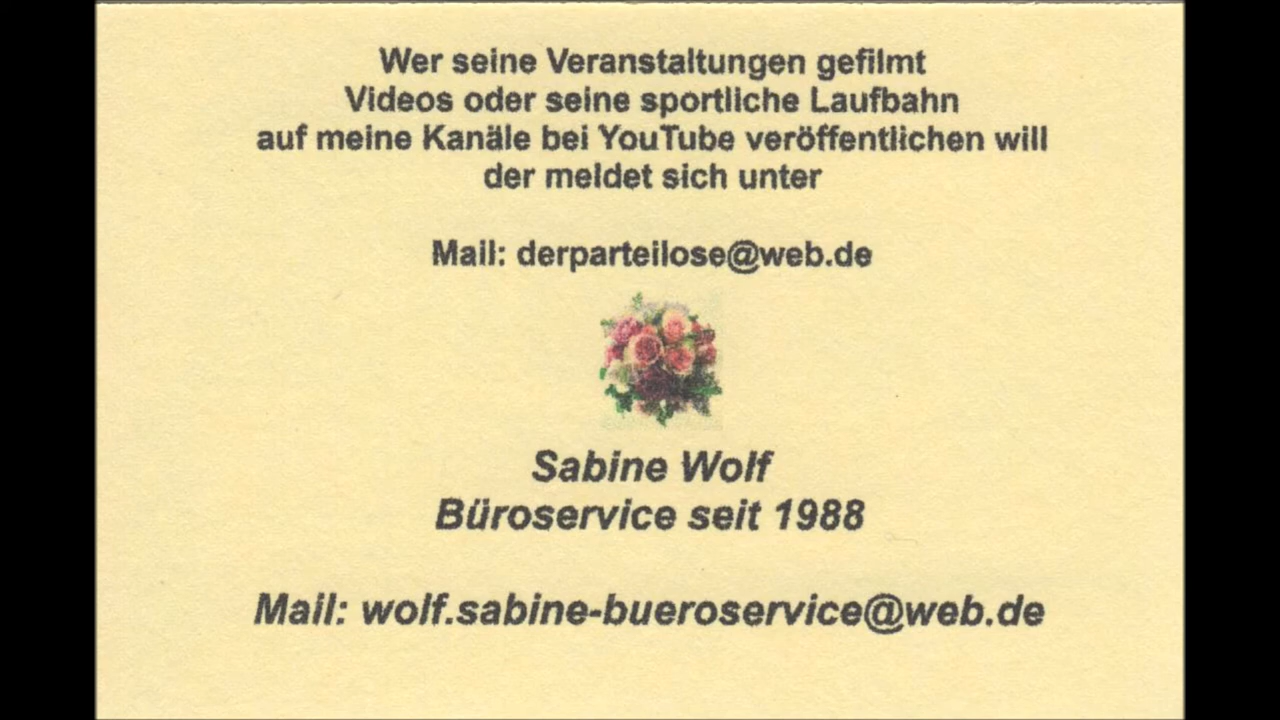 Wer seine Veranstaltungen gefilmt
Videos oder seine sportliche Laufbahn
auf meine Kanäle bei YouTube veröffentlichen will
der meldet sich unter
Mail: derparteilose@web.de
Sabine Wolf
Büroservice seit 1988
Mail: wolf.sabine-bueroservice@web.de